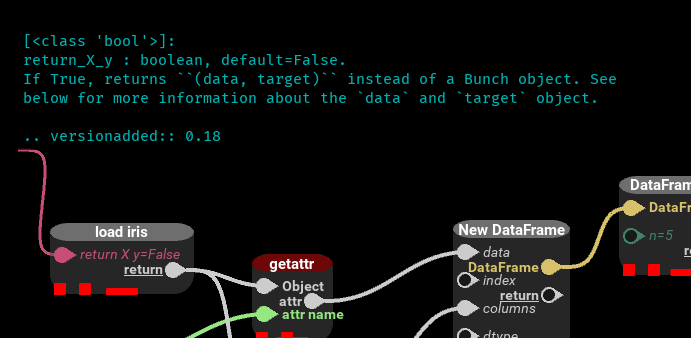 [<class 'bool'>]:
return_X_y : boolean, default=False.
If True, returns ``(data, target)`` instead of a Bunch object. See
below for more information about the `data` and `target` object.
.. versionadded:: 0.18
load iris
return X y=False
return
getattr
Object
attr
attr name
New DataFrame
data
DataFrame
index
return
columns
dtype
DataFram
DataFr
n=5